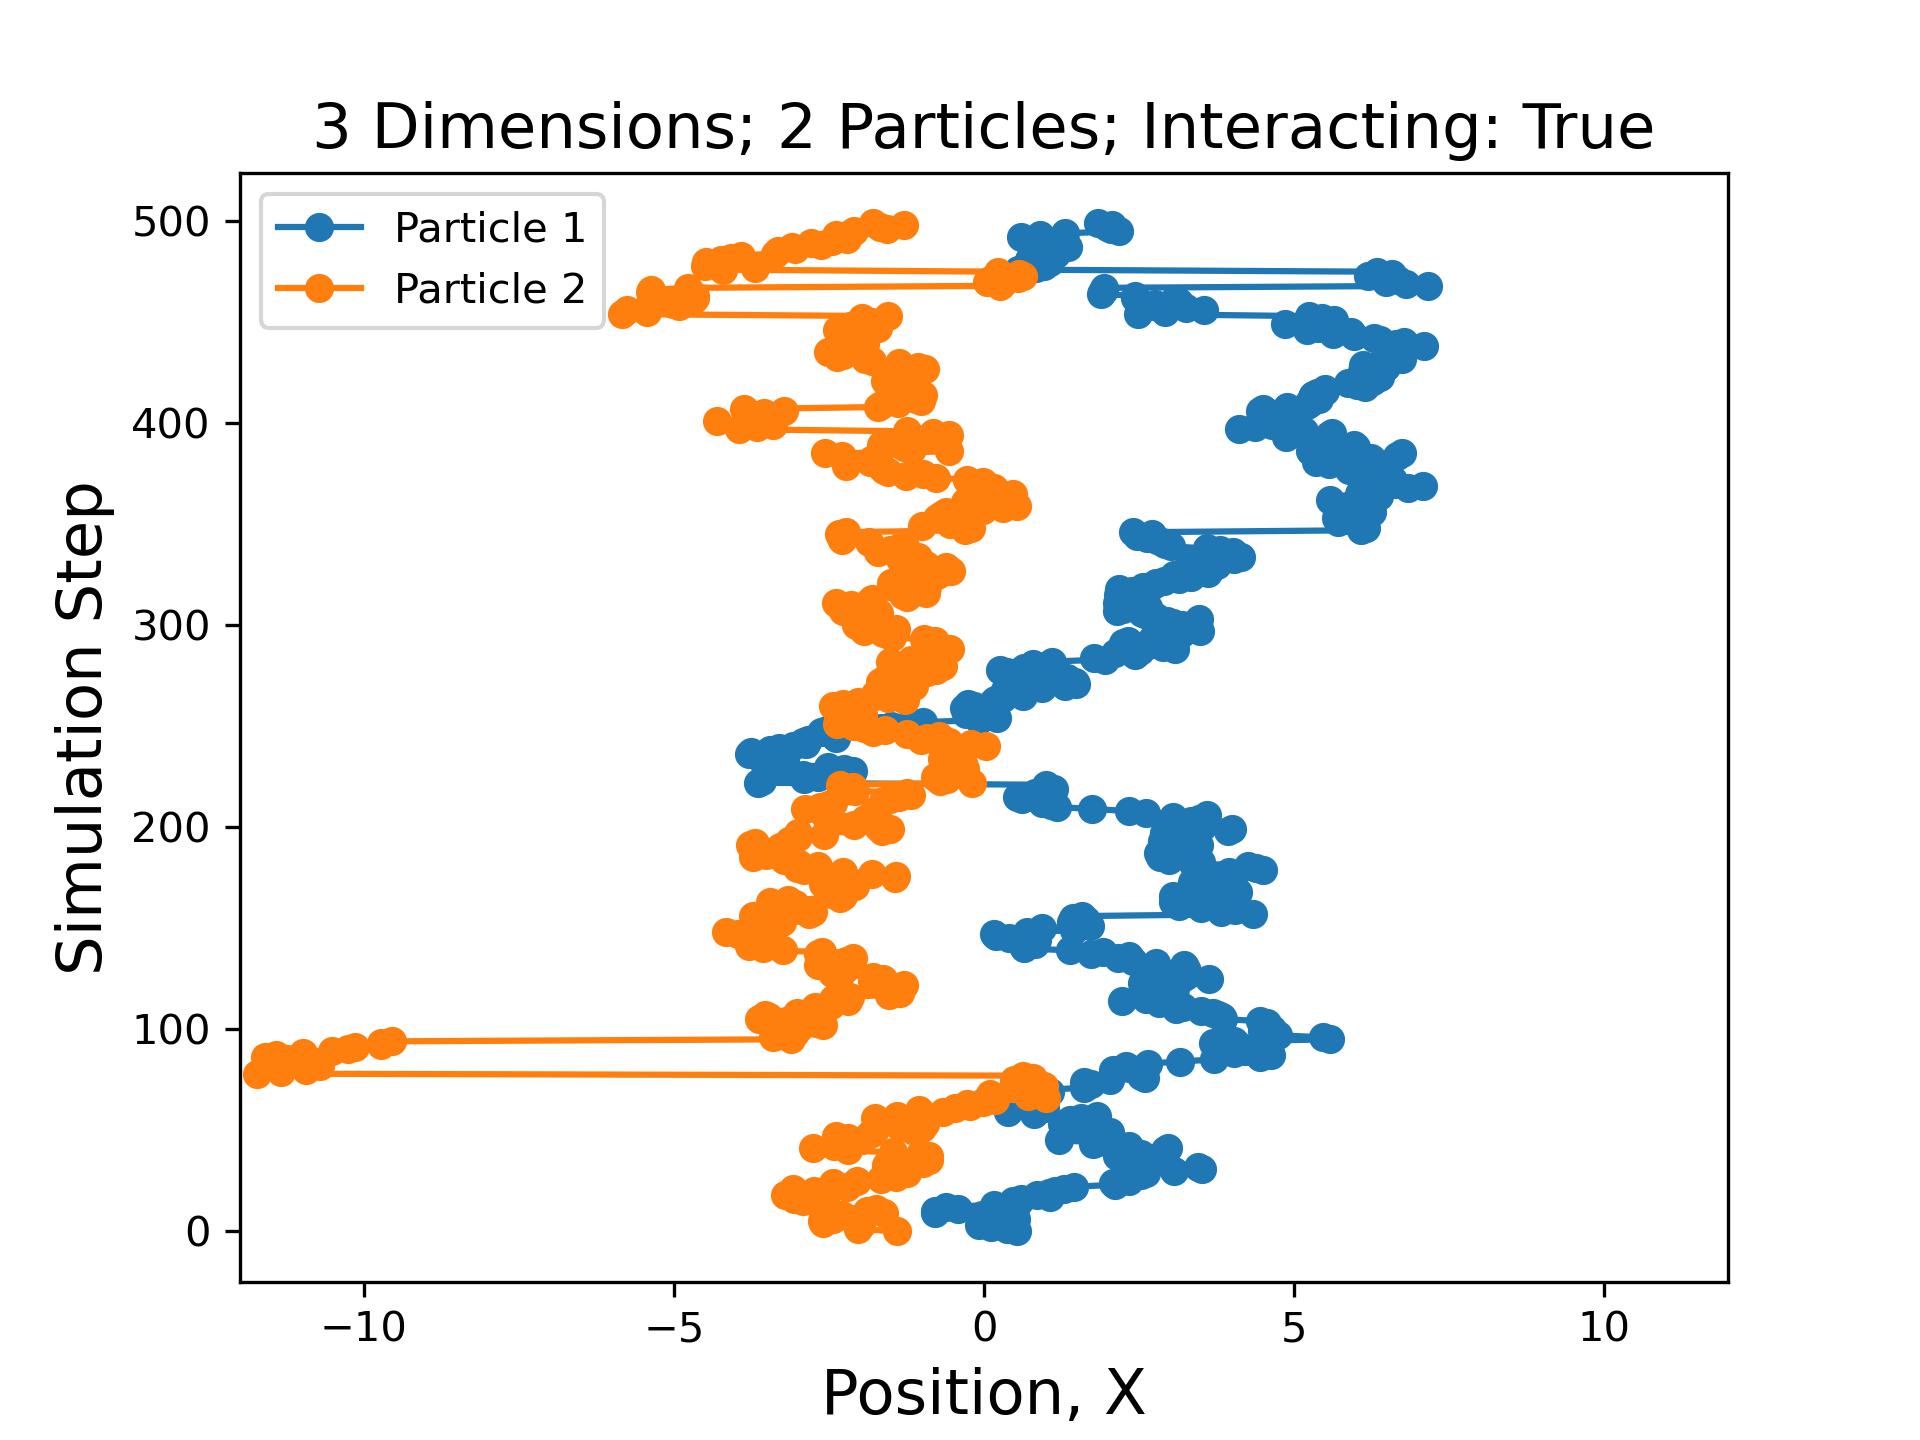 3 Dimensions; 2 Particles; Interacting: True
Particle 1
Particle 2
500
400
300
200
100
0
Simulation Step
−10
−5
0
5
10
Position, X